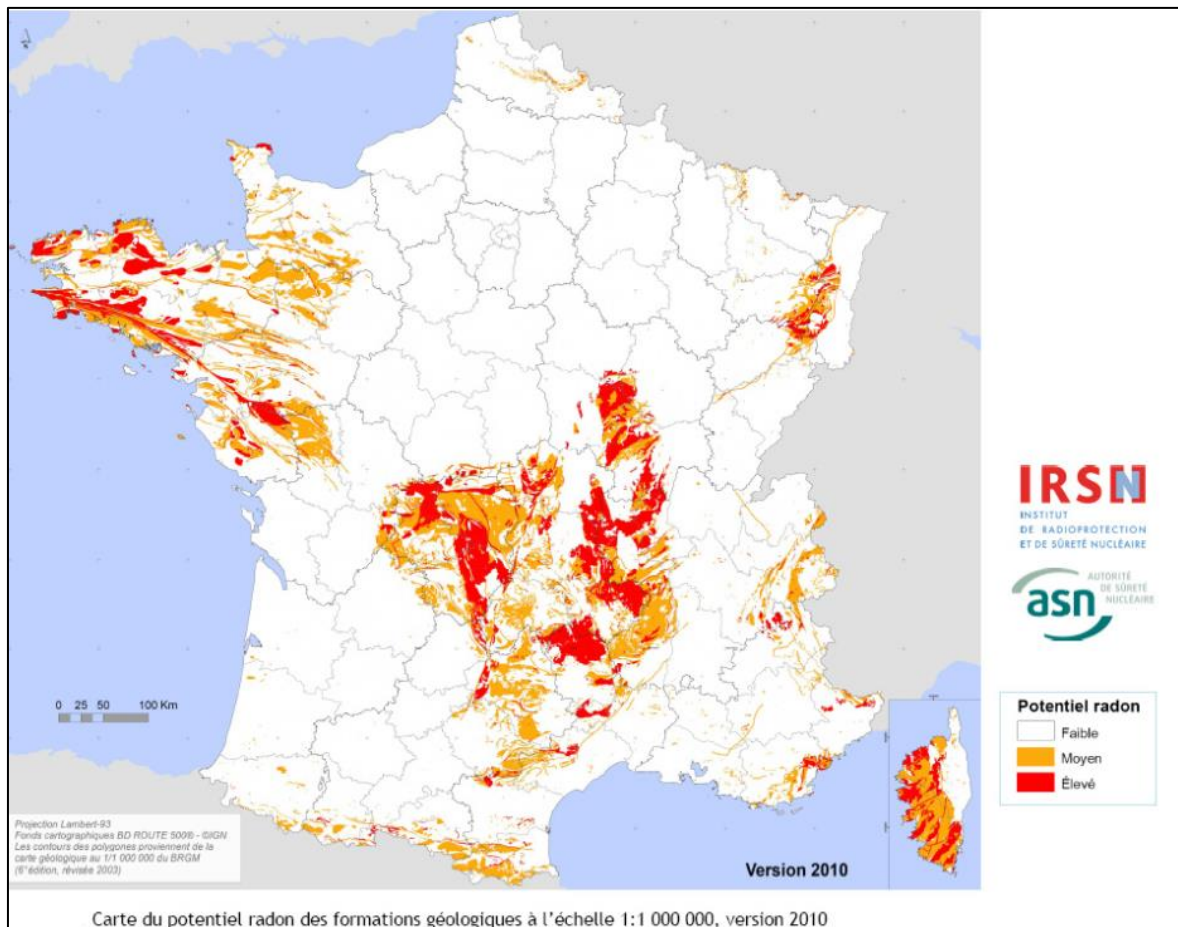 IRSN
INSTITUT
DE RADIOPROTECTION
ET DE SÛRETÉ NUCLÉAIRE
asn
AUTORITÉ
DE SÛRETÉ
NUCLÉAIRE
0 25 50 100 Km
Potentiel radon
Faible
Moyen
Élevé
Projection Lambert-93
Fonds cartographiques BD ROUTE 500® - ©IGN
Les contours des polygones proviennent de la
carte géologique au 1/1 000 000 du BRGM
(6° édition, révisée 2003)
Version 2010
Carte du potentiel radon des formations géologiques à l'échelle 1:1 000 000, version 2010